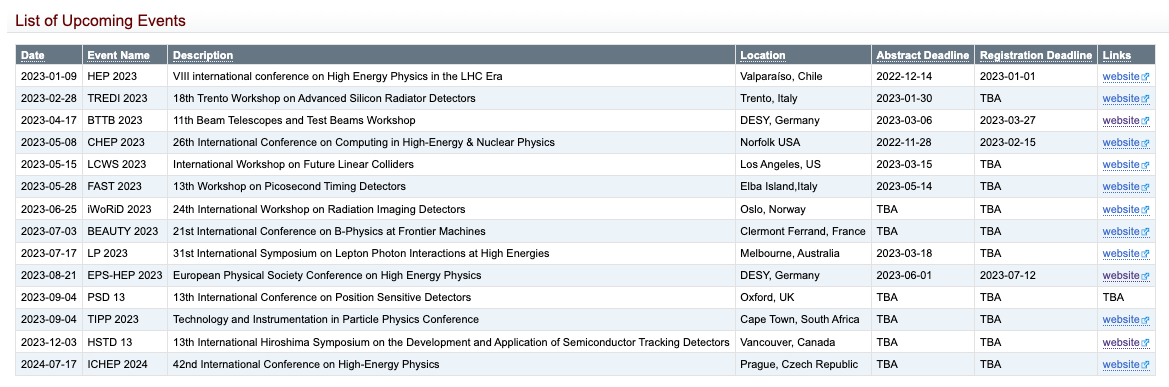 List of Upcoming Events
Date Event Name Description Location Abstract Deadline Registration Deadline Links
2023-01-09 HEP 2023 VIII international conference on High Energy Physics in the LHC Era Valparaíso, Chile 2022-12-14 2023-01-01 website
2023-02-28 TREDI 2023 18th Trento Workshop on Advanced Silicon Radiator Detectors Trento, Italy 2023-01-30 TBA website
2023-04-17 BTTB 2023 11th Beam Telescopes and Test Beams Workshop DESY, Germany 2023-03-06 2023-03-27 website
2023-05-08 CHEP 2023 26th International Conference on Computing in High-Energy & Nuclear Physics Norfolk USA 2022-11-28 2023-02-15 website
2023-05-15 LCWS 2023 International Workshop on Future Linear Colliders Los Angeles, US 2023-03-15 TBA website
2023-05-28 FAST 2023 13th Workshop on Picosecond Timing Detectors Elba Island,Italy 2023-05-14 TBA website
2023-06-25 iWoRiD 2023 24th International Workshop on Radiation Imaging Detectors Oslo, Norway TBA TBA website
2023-07-03 BEAUTY 2023 21st International Conference on B-Physics at Frontier Machines Clermont Ferrand, France TBA TBA website
2023-07-17 LP 2023 31st International Symposium on Lepton Photon Interactions at High Energies Melbourne, Australia 2023-03-18 TBA website
2023-08-21 EPS-HEP 2023 European Physical Society Conference on High Energy Physics DESY, Germany 2023-06-01 2023-07-12 website
2023-09-04 PSD 13 13th International Conference on Position Sensitive Detectors Oxford, UK TBA TBA TBA
2023-09-04 TIPP 2023 Technology and Instrumentation in Particle Physics Conference Cape Town, South Africa TBA TBA website
2023-12-03 HSTD 13 13th International Hiroshima Symposium on the Development and Application of Semiconductor Tracking Detectors Vancouver, Canada TBA TBA website
2024-07-17 ICHEP 2024 42nd International Conference on High-Energy Physics Prague, Czech Republic TBA TBA website